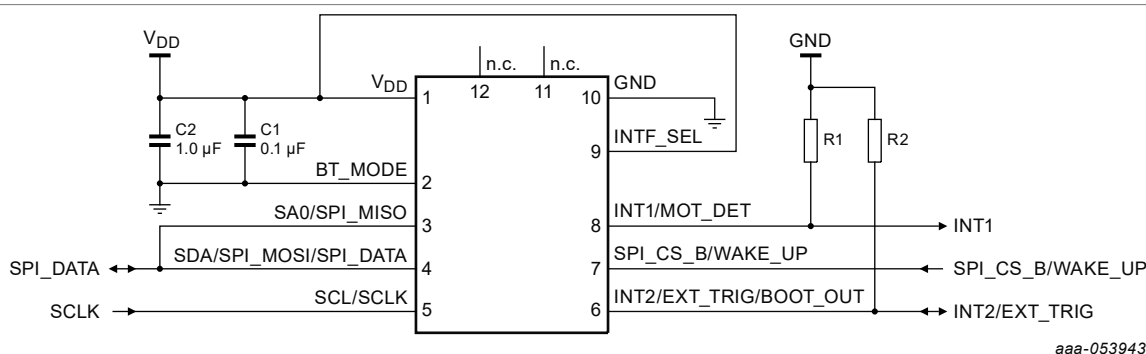 VDD
GND
n.c.
n.c.
VDD
1
12
11
10
GND
C2
1.0 µF
C1
0.1 µF
R1
R2
9
INTF_SEL
BT_MODE
2
SA0/SPI_MISO
3
8
INT1/MOT_DET
INT1
SPI_DATA
SDA/SPI_MOSI/SPI_DATA
4
7
SPI_CS_B/WAKE_UP
SPI_CS_B/WAKE_UP
SCLK
SCL/SCLK
5
6
INT2/EXT_TRIG/BOOT_OUT
INT2/EXT_TRIG
aaa-053943